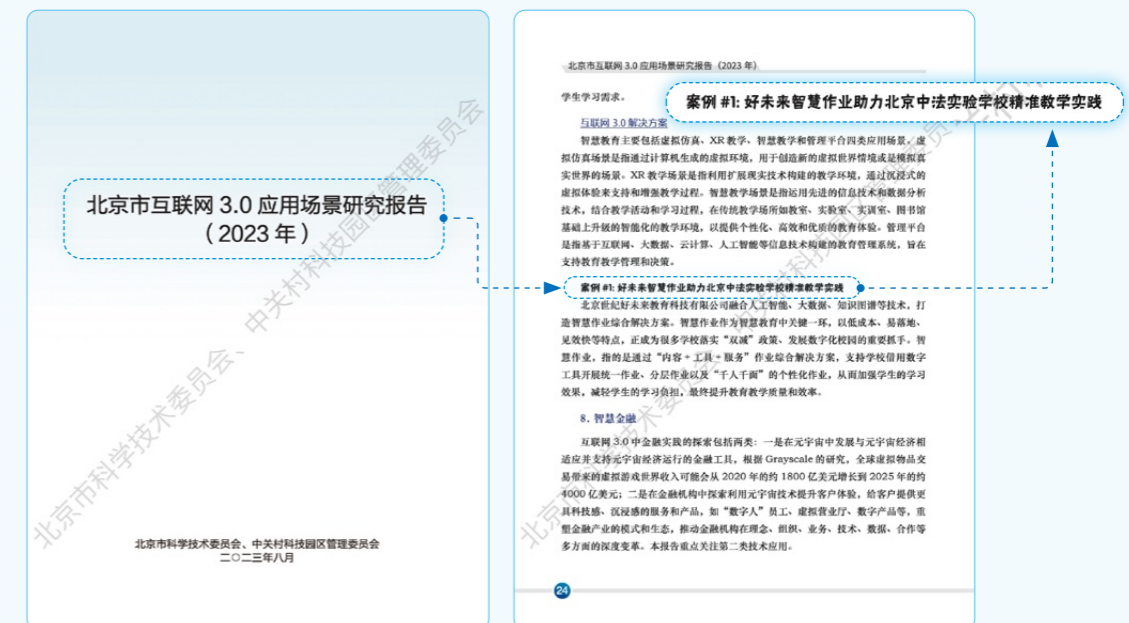 北京市互联网 3.0 应用场景研究报告
（2023 年）
北京市科学技术委员会、中关村科技园区管理委员会
二〇二三年八月
北京市科学技术委员会、中关村科技园区管理委员会
北京市互联网 3.0 应用场景研究报告（2023 年）
案例 #1: 好未来智慧作业助力北京中法实验学校精准教学实践
学生学习需求。
互联网 3.0 解决方案
智慧教育主要包括虚拟仿真、XR 教学、智慧教学和管理平台四类应用场景。虚
拟仿真场景是指通过计算机生成的虚拟环境，用于创造新的虚拟世界情境或是模拟真
实世界的场景。XR 教学场景是指利用扩展现实技术构建的教学环境，通过沉浸式的
虚拟体验来支持和增强教学过程。智慧教学场景是指运用先进的信息技术和数据分析
技术，结合教学活动和学习过程，在传统教学场所如教室、实验室、实训室、图书馆
基础上升级的智能化的教学环境，以提供个性化、高效和优质的教育体验。管理平台
是指基于互联网、大数据、云计算、人工智能等信息技术构建的教育管理系统，旨在
支持教育教学管理和决策。
案例 #1: 好未来智慧作业助力北京中法实验学校精准教学实践
北京世纪好未来教育科技有限公司融合人工智能、大数据、知识图谱等技术，打
造智慧作业综合解决方案。智慧作业作为智慧教育中关键一环，以低成本、易落地、
见效快等特点，正成为很多学校落实“双减”政策、发展数字化校园的重要抓手。智
慧作业，指的是通过“内容 + 工具 + 服务”作业综合解决方案，支持学校借用数字
工具开展统一作业、分层作业以及“千人千面”的个性化作业，从而加强学生的学习
效果，减轻学生的学习负担，最终提升教育教学质量和效率。
8. 智慧金融
互联网 3.0 中金融实践的探索包括两类：一是在元宇宙中发展与元宇宙经济相
适应并支持元宇宙经济运行的金融工具，根据 Grayscale 的研究，全球虚拟物品交
易带来的虚拟游戏世界收入可能会从 2020 年的约 1800 亿美元增长到 2025 年的约
4000 亿美元；二是在金融机构中探索利用元宇宙技术提升客户体验，给客户提供更
具科技感、沉浸感的服务和产品，如“数字人”员工、虚拟营业厅、数字产品等，重
塑金融产业的模式和生态，推动金融机构在理念、组织、业务、技术、数据、合作等
多方面的深度变革。本报告重点关注第二类技术应用。
24